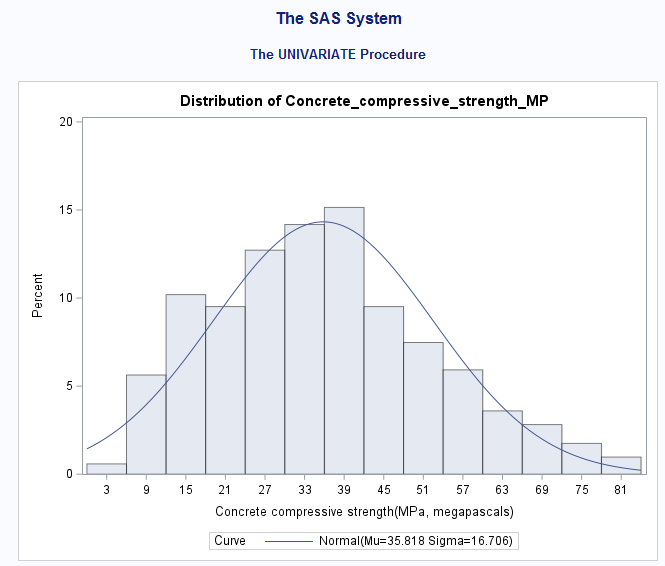 The SAS System
The UNIVARIATE Procedure
Distribution of Concrete_compressive_strength_MP
20
15
10
5
0
Percent
3 9 15 21 27 33 39 45 51 57 63 69 75 81
Concrete compressive strength(MPa, megapascals)
Curve Normal(Mu=35.818 Sigma=16.706)